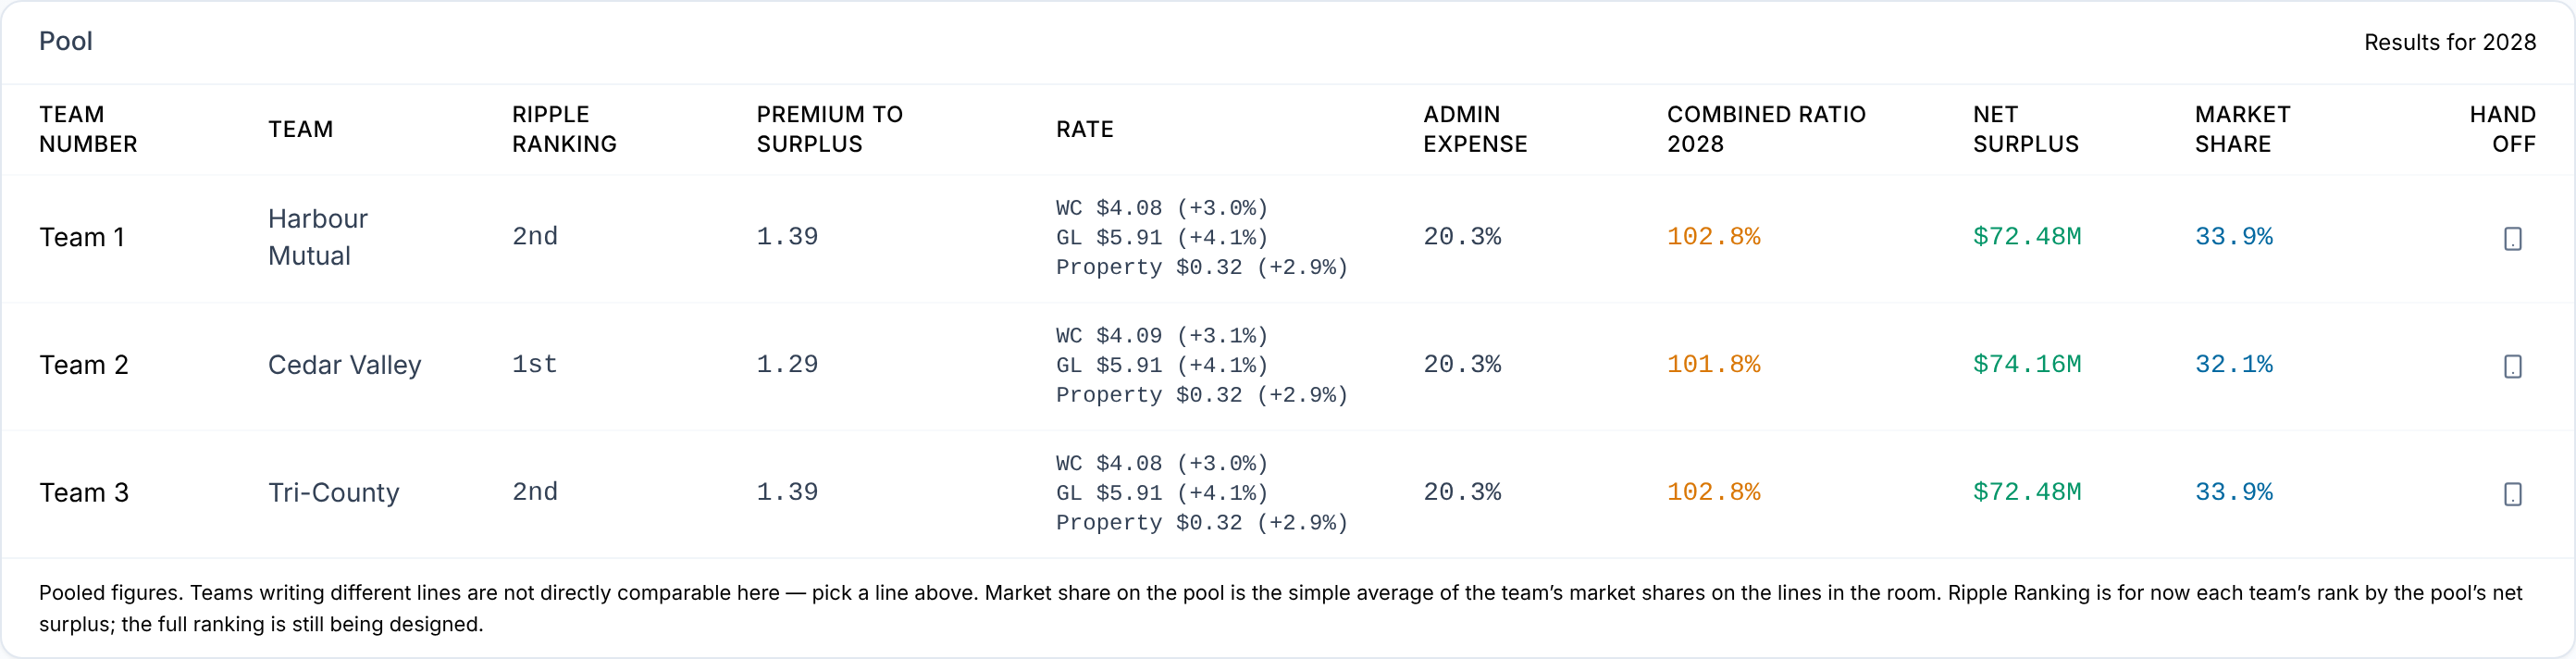 Pool
Results for 2028
TEAM NUMBER
TEAM
RIPPLE RANKING
PREMIUM TO SURPLUS
RATE
ADMIN EXPENSE
COMBINED RATIO 2028
NET SURPLUS
MARKET SHARE
HAND OFF
Team 1
Harbour Mutual
2nd
1.39
WC $4.08 (+3.0%)
GL $5.91 (+4.1%)
Property $0.32 (+2.9%)
20.3%
102.8%
$72.48M
33.9%
Team 2
Cedar Valley
1st
1.29
WC $4.09 (+3.1%)
GL $5.91 (+4.1%)
Property $0.32 (+2.9%)
20.3%
101.8%
$74.16M
32.1%
Team 3
Tri-County
2nd
1.39
WC $4.08 (+3.0%)
GL $5.91 (+4.1%)
Property $0.32 (+2.9%)
20.3%
102.8%
$72.48M
33.9%
Pooled figures. Teams writing different lines are not directly comparable here — pick a line above. Market share on the pool is the simple average of the team’s market shares on the lines in the room. Ripple Ranking is for now each team’s rank by the pool’s net
surplus; the full ranking is still being designed.